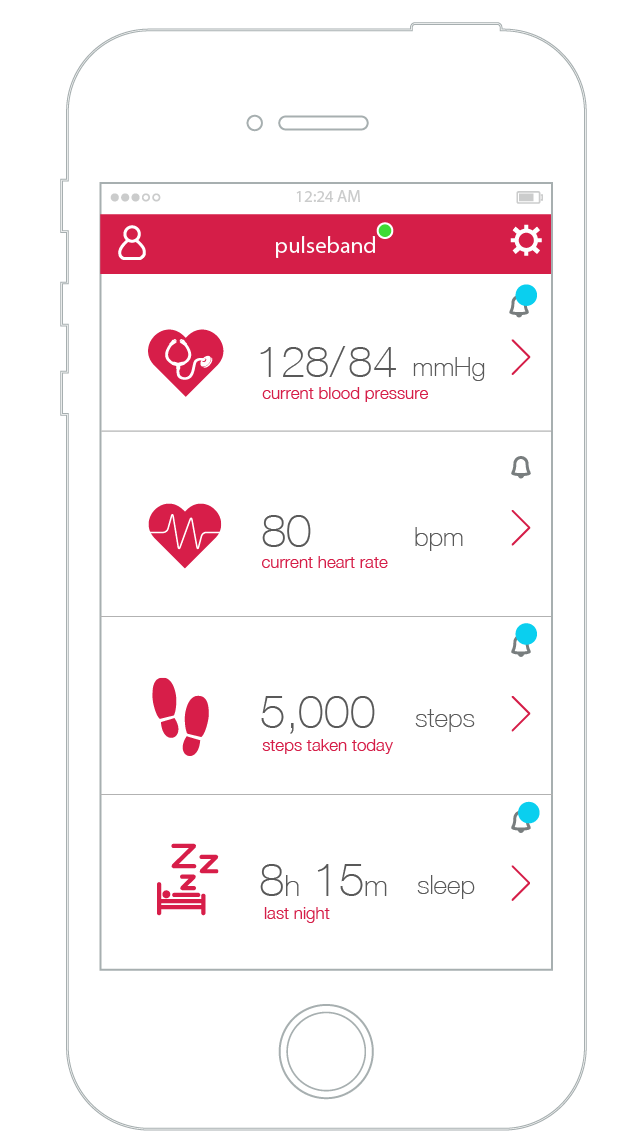 12:24 AM
pulseband
128/84 mmHg
current blood pressure
80 bpm
current heart rate
5,000 steps
steps taken today
Zzz
8h 15m sleep
last night